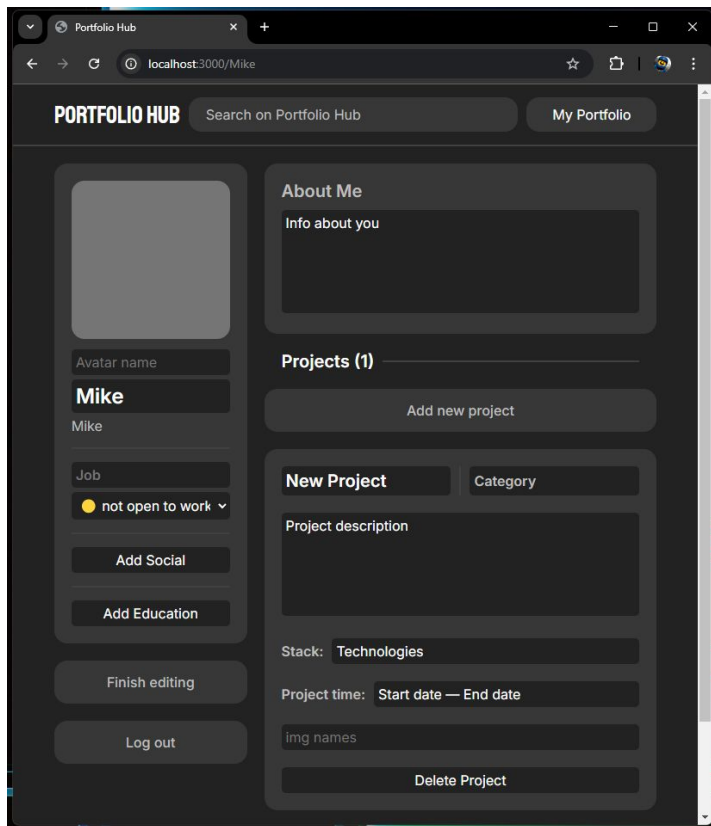 Portfolio Hub
localhost:3000/Mike
PORTFOLIO HUB
Search on Portfolio Hub
My Portfolio
Avatar name
Mike
Mike
Job
not open to work
Add Social
Add Education
Finish editing
Log out
About Me
Info about you
Projects (1)
Add new project
New Project
Category
Project description
Stack: Technologies
Project time: Start date — End date
img names
Delete Project